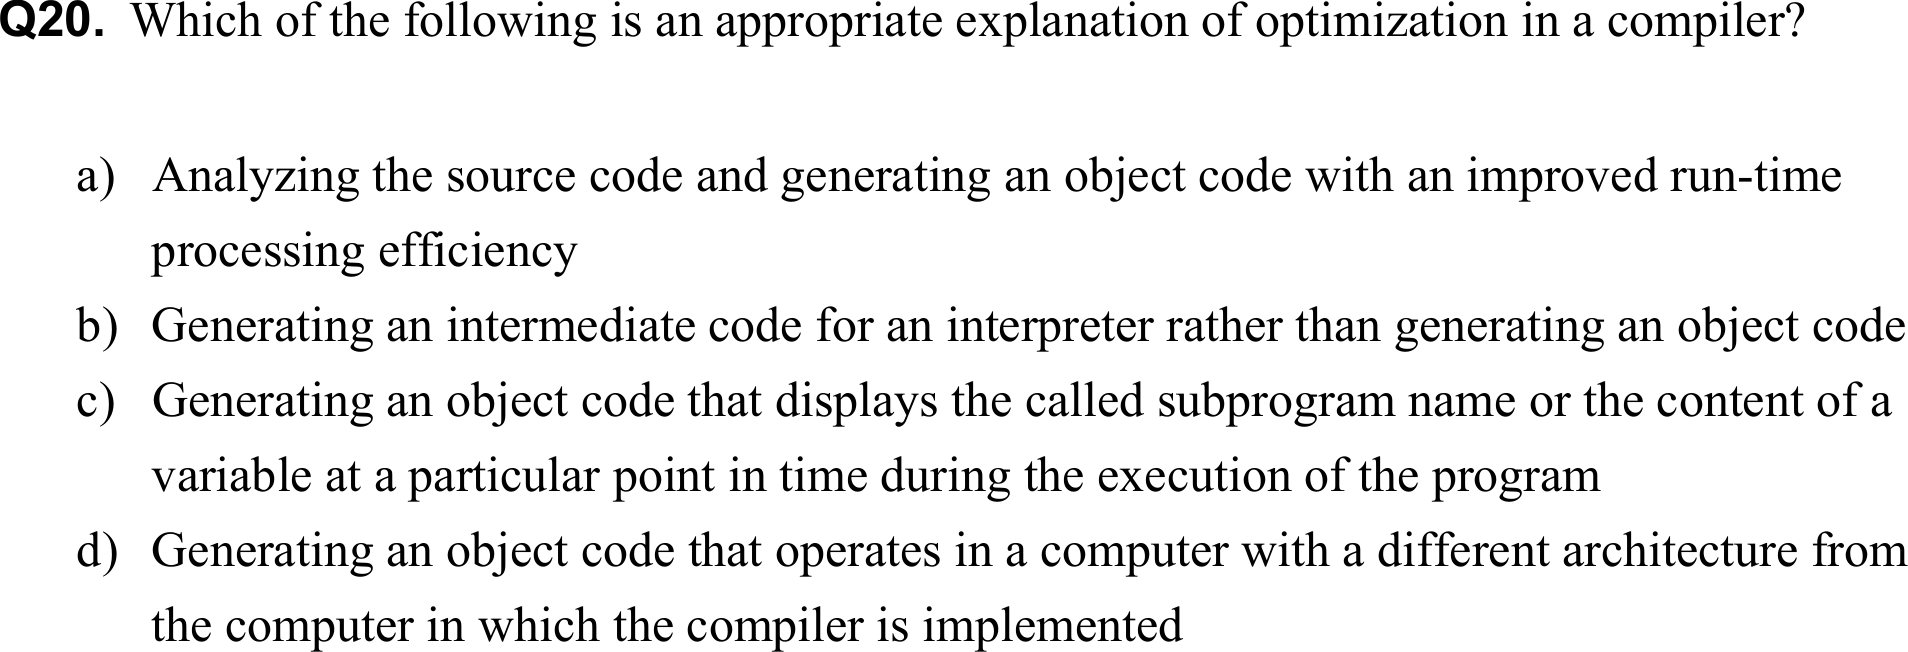 Q20. Which of the following is an appropriate explanation of optimization in a compiler?
a) Analyzing the source code and generating an object code with an improved run-time
processing efficiency
b) Generating an intermediate code for an interpreter rather than generating an object code
c) Generating an object code that displays the called subprogram name or the content of a
variable at a particular point in time during the execution of the program
d) Generating an object code that operates in a computer with a different architecture from
the computer in which the compiler is implemented